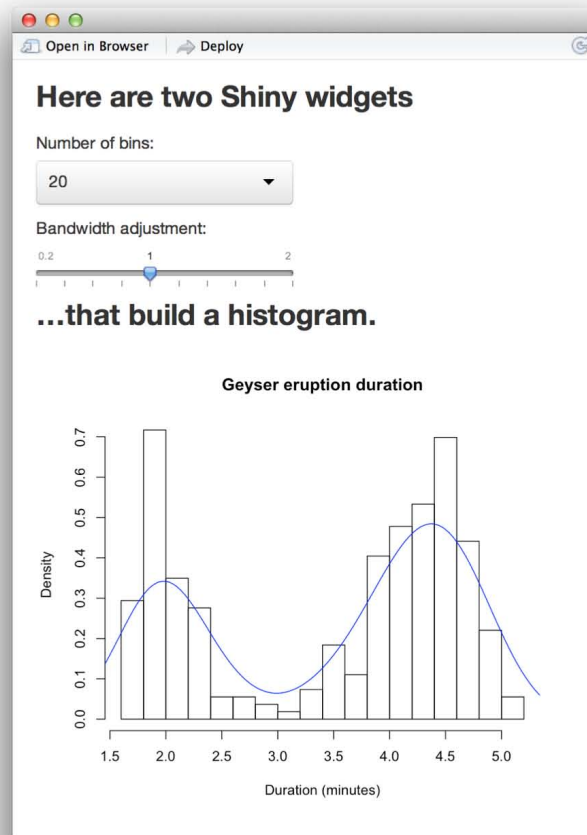 Open in Browser Deploy
Here are two Shiny widgets
Number of bins:
20
Bandwidth adjustment:
0.2 1 2
...that build a histogram.
Geyser eruption duration
Density
0.7
0.6
0.5
0.4
0.3
0.2
0.1
0.0
1.5 2.0 2.5 3.0 3.5 4.0 4.5 5.0
Duration (minutes)